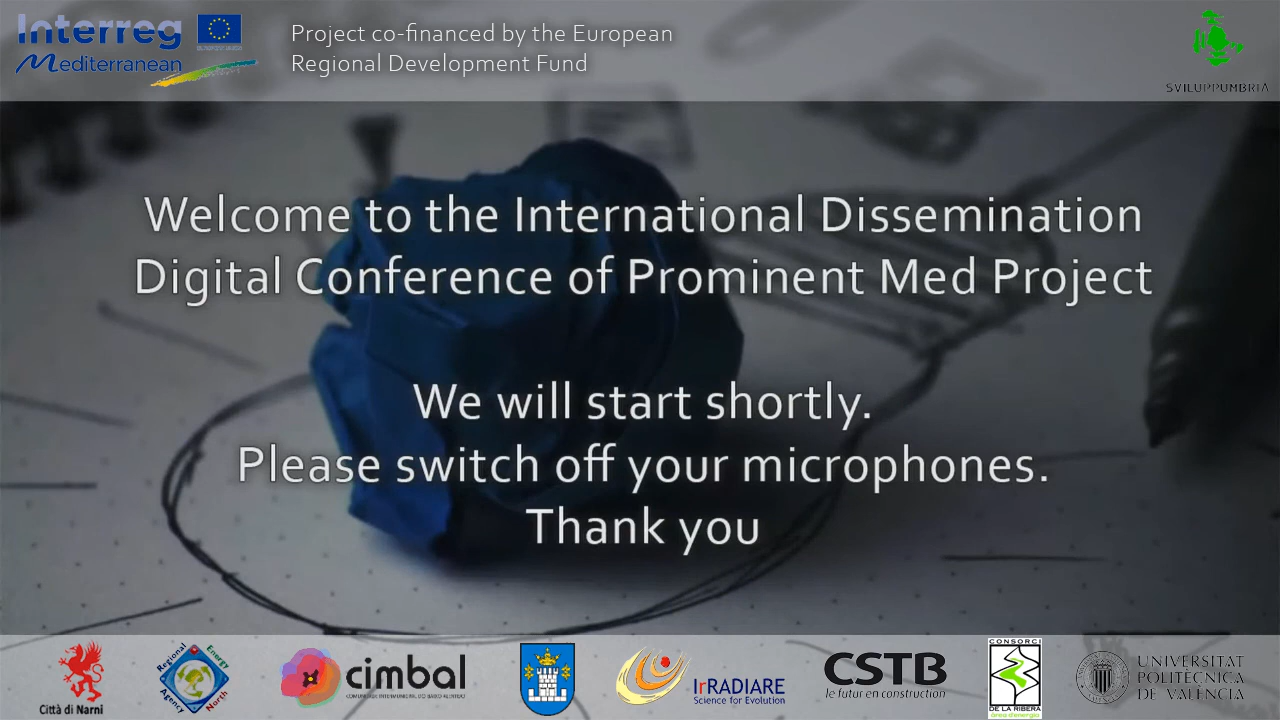 Interreg
Mediterranean
Project co-financed by the European
Regional Development Fund
SVILUPPUMBRIA
Welcome to the International Dissemination
Digital Conference of Prominent Med Project
We will start shortly.
Please switch off your microphones.
Thank you
Città di Narni
Regional Energy
Agency North
cimbal
IrRADIARE
Science for Evolution
CSTB
futur en construction
CONSORCI
DE LA RIBERA
àrea d'energia
UNIVERSITAT
POLITÈCNICA
DE VALÈNCIA